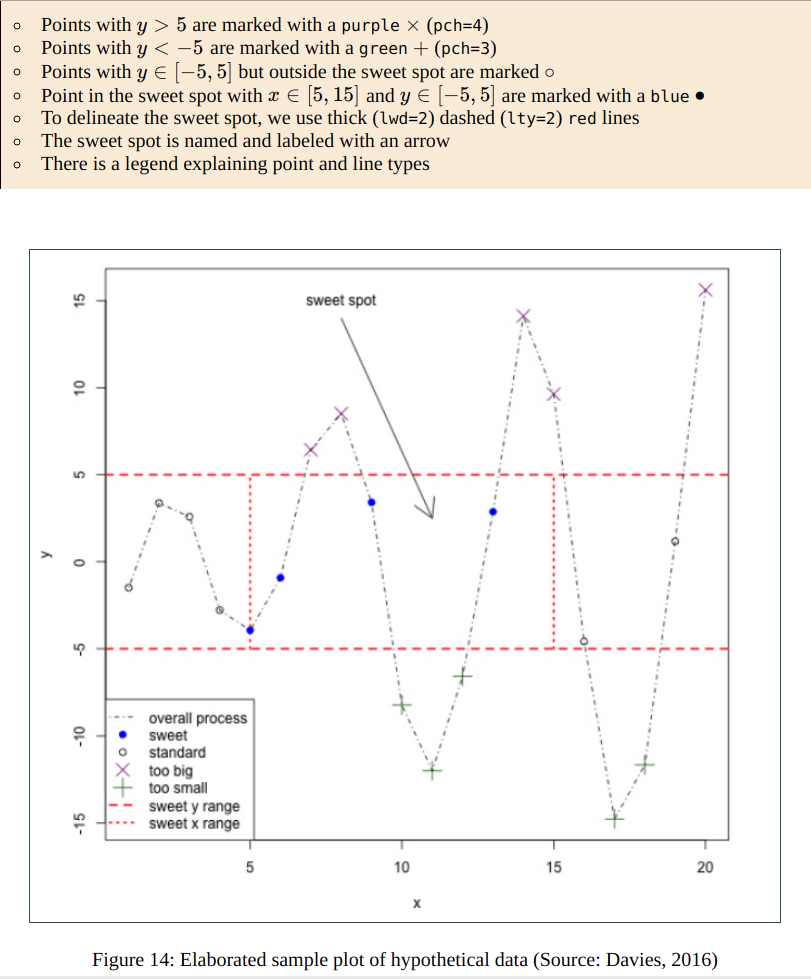 Points with y > 5 are marked with a purple × (pch=4)
Points with y < −5 are marked with a green + (pch=3)
Points with y ∈ [−5, 5] but outside the sweet spot are marked ○
Point in the sweet spot with x ∈ [5, 15] and y ∈ [−5, 5] are marked with a blue ●
To delineate the sweet spot, we use thick (lwd=2) dashed (lty=2) red lines
The sweet spot is named and labeled with an arrow
There is a legend explaining point and line types
sweet spot
15
10
5
0
-5
-10
-15
y
overall process
sweet
standard
too big
too small
sweet y range
sweet x range
5
10
15
20
x
Figure 14: Elaborated sample plot of hypothetical data (Source: Davies, 2016)